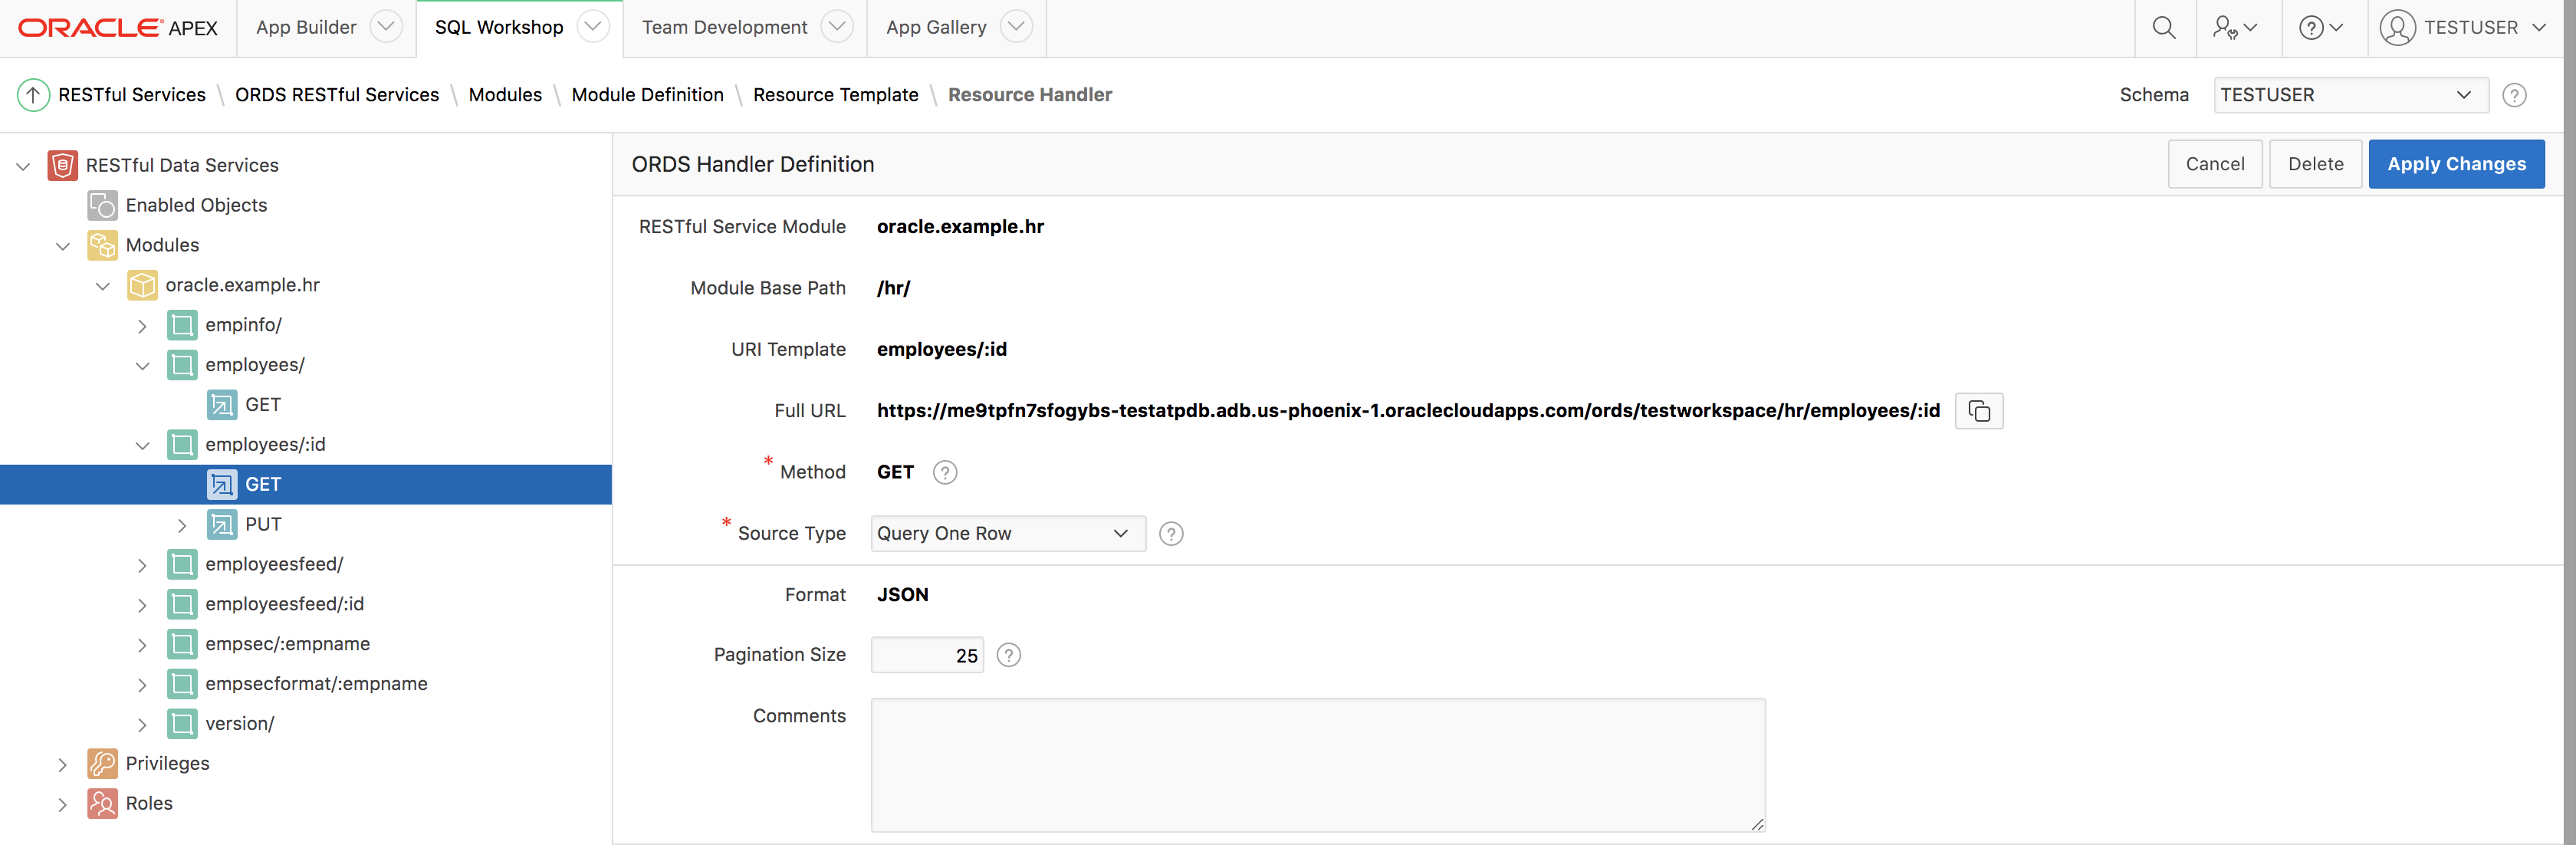 ORACLE APEX App Builder SQL Workshop Team Development App Gallery TESTUSER
RESTful Services \ ORDS RESTful Services \ Modules \ Module Definition \ Resource Template \ Resource Handler Schema TESTUSER
RESTful Data Services
Enabled Objects
Modules
oracle.example.hr
empinfo/
employees/
GET
employees/:id
GET
PUT
employeesfeed/
employeesfeed/:id
empsec/:empname
empsecformat/:empname
version/
Privileges
Roles
ORDS Handler Definition Cancel Delete Apply Changes
RESTful Service Module oracle.example.hr
Module Base Path /hr/
URI Template employees/:id
Full URL https://me9tpfn7sfogybs-testatpdb.adb.us-phoenix-1.oraclecloudapps.com/ords/testworkspace/hr/employees/:id
* Method GET ?
* Source Type Query One Row ?
Format JSON
Pagination Size 25 ?
Comments